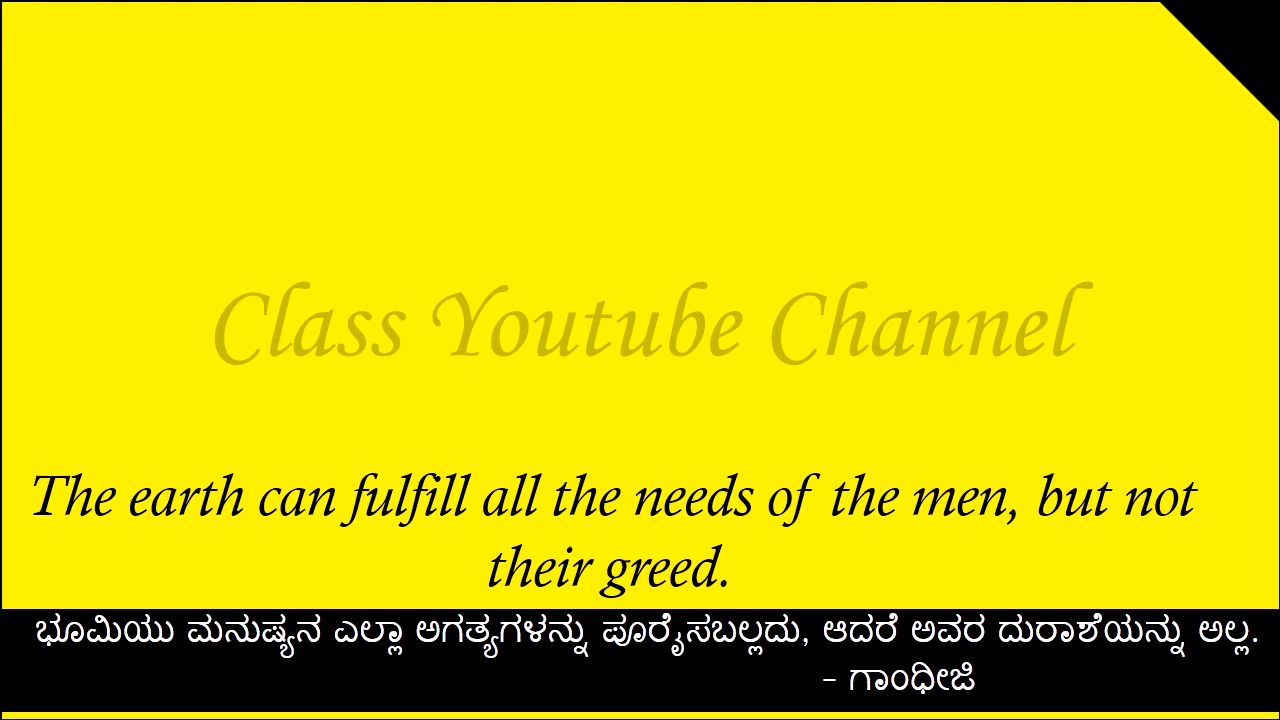 Class Youtube Channel
The earth can fulfill all the needs of the men, but not
their greed.
ಭೂಮಿಯು ಮನುಷ್ಯನ ಎಲ್ಲಾ ಅಗತ್ಯಗಳನ್ನು ಪೂರೈಸಬಲ್ಲದು, ಆದರೆ ಅವರ ದುರಾಶೆಯನ್ನು ಅಲ್ಲ.
- ಗಾಂಧೀಜಿ